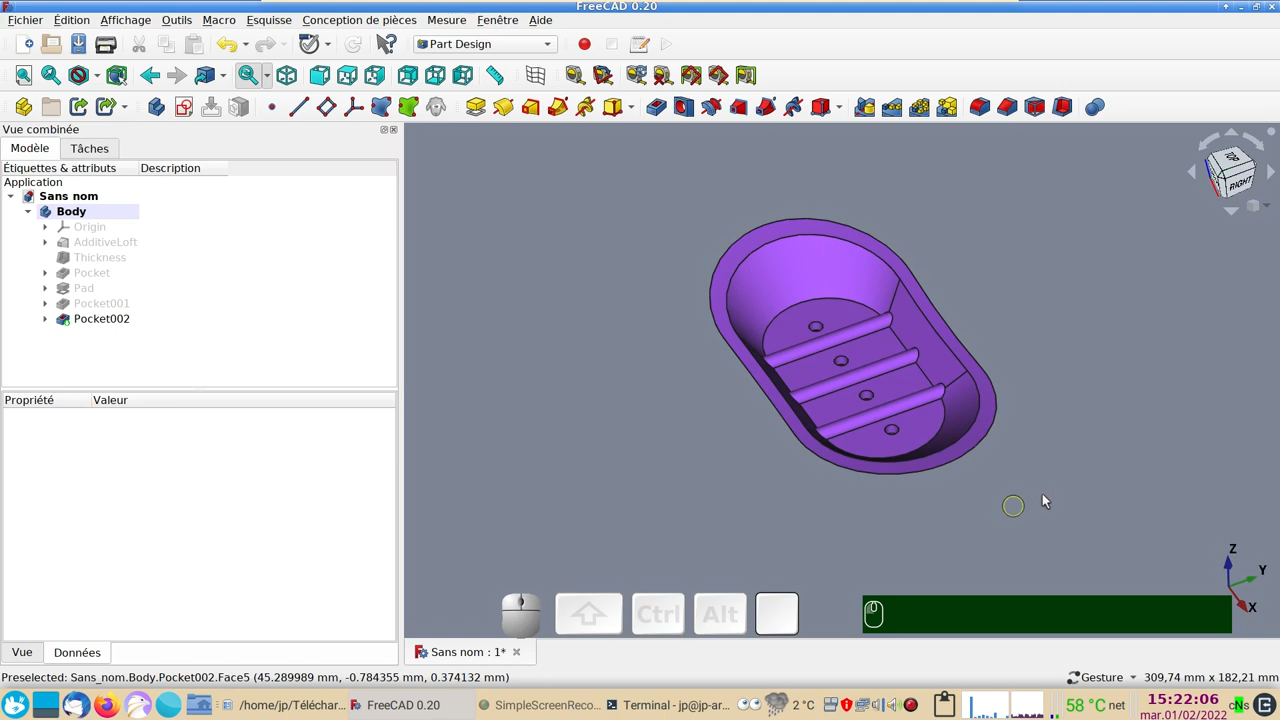 FreeCAD 0.20
Fichier Édition Affichage Outils Macro Esquisse Conception de pièces Mesure Fenêtre Aide
Part Design
Vue combinée
Modèle Tâches
Étiquettes & attributs Description
Application
Sans nom
Body
Origin
AdditiveLoft
Thickness
Pocket
Pad
Pocket001
Pocket002
Propriété Valeur
RIGHT
Z
Y
X
Ctrl Alt
Vue Données
Sans nom : 1*
Preselected: Sans_nom.Body.Pocket002.Face5 (45.289989 mm, -0.784355 mm, 0.374132 mm)
Gesture 309,74 mm x 182,21 mm
/home/jp/Téléchar... FreeCAD 0.20 SimpleScreenReco... Terminal - jp@jp-ar... 2 °C 58 °C net 15:22:06
mar.01/02/2022